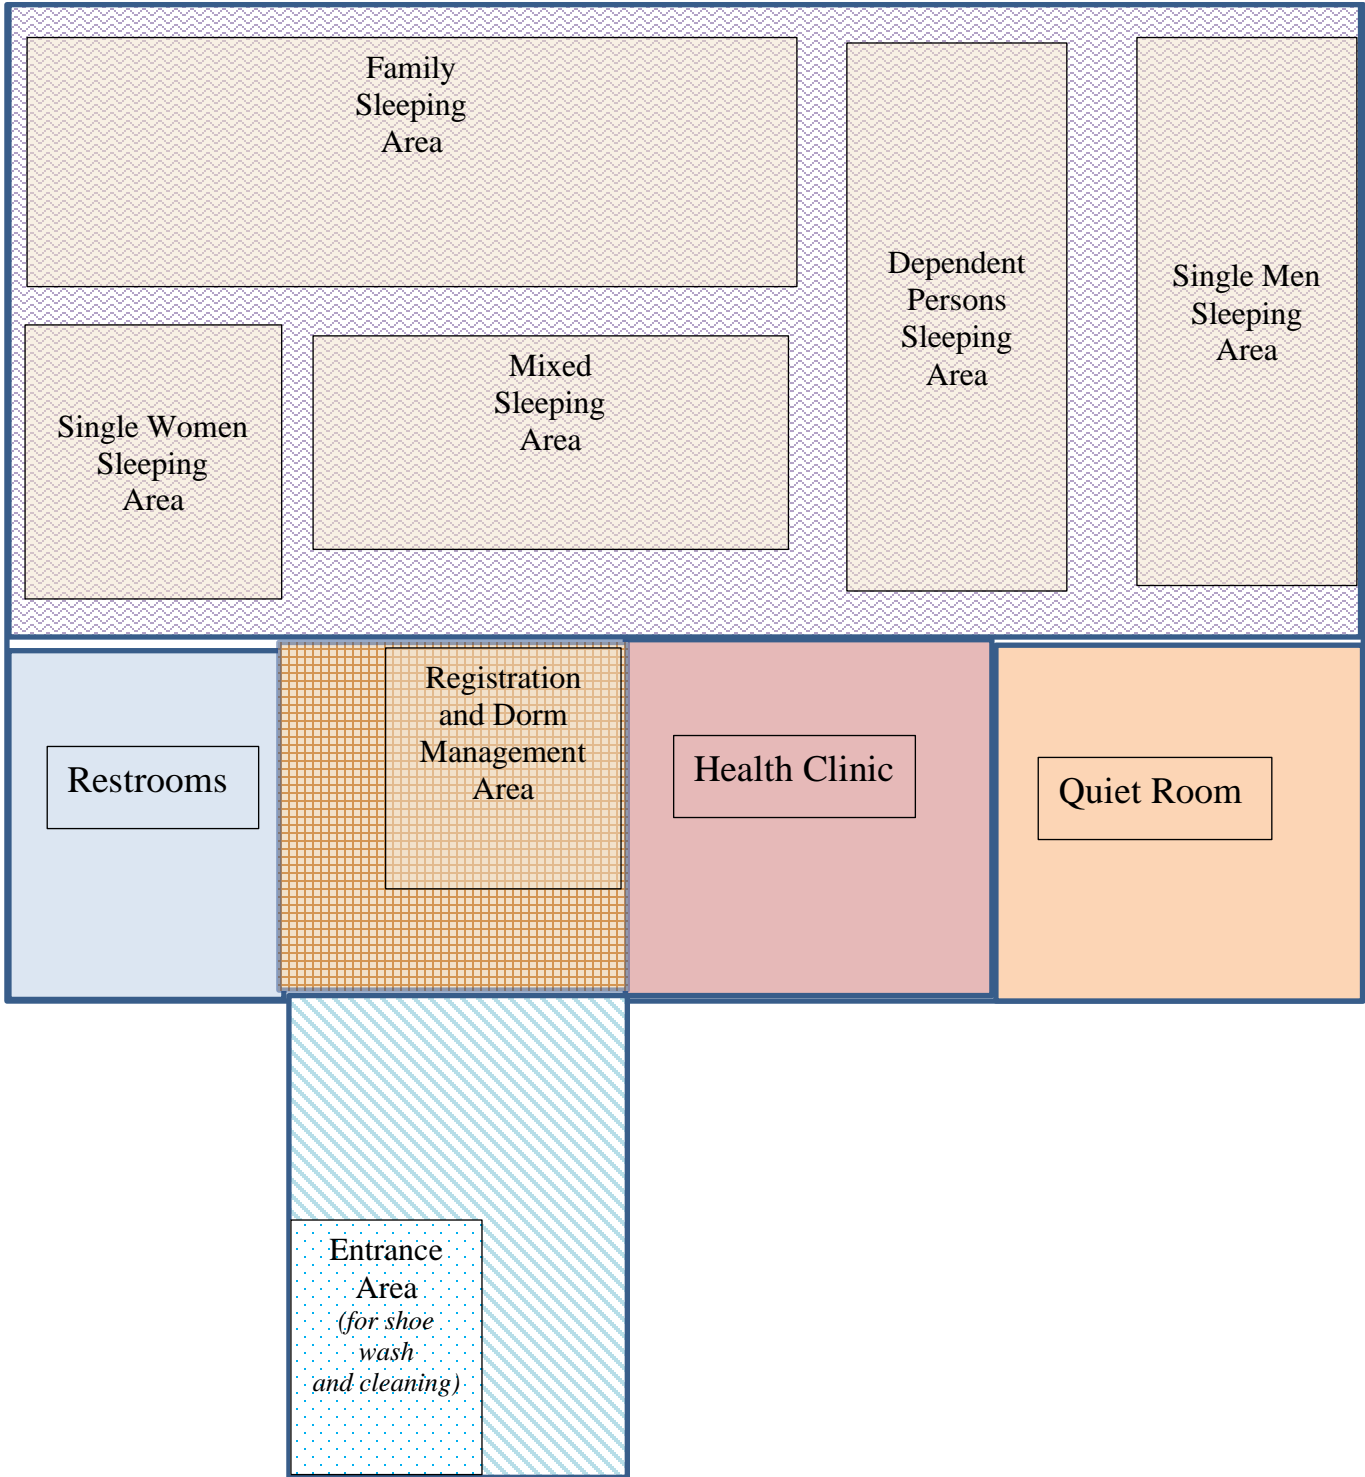 Family
Sleeping
Area
Dependent
Persons
Sleeping
Area
Single Men
Sleeping
Area
Single Women
Sleeping
Area
Mixed
Sleeping
Area
Restrooms
Registration
and Dorm
Management
Area
Health Clinic
Quiet Room
Entrance
Area
(for shoe
wash
and cleaning)